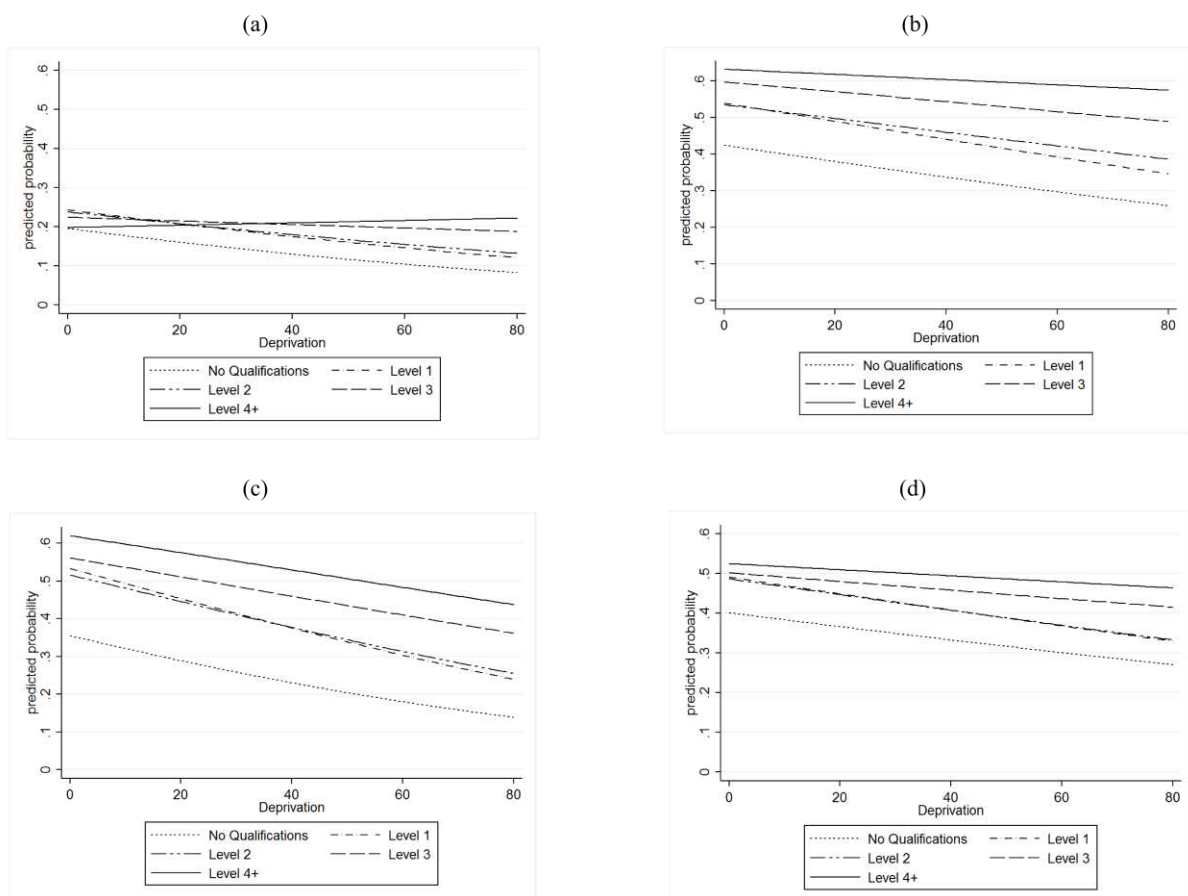 (a)
(b)
predicted probability
0 .1 .2 .3 .4 .5 .6
0 20 40 60 80
Deprivation
No Qualifications Level 1
Level 2 Level 3
Level 4+
predicted probability
0 .1 .2 .3 .4 .5 .6
0 20 40 60 80
Deprivation
No Qualifications Level 1
Level 2 Level 3
Level 4+
(c)
(d)
predicted probability
0 .1 .2 .3 .4 .5 .6
0 20 40 60 80
Deprivation
No Qualifications Level 1
Level 2 Level 3
Level 4+
predicted probability
0 .1 .2 .3 .4 .5 .6
0 20 40 60 80
Deprivation
No Qualifications Level 1
Level 2 Level 3
Level 4+